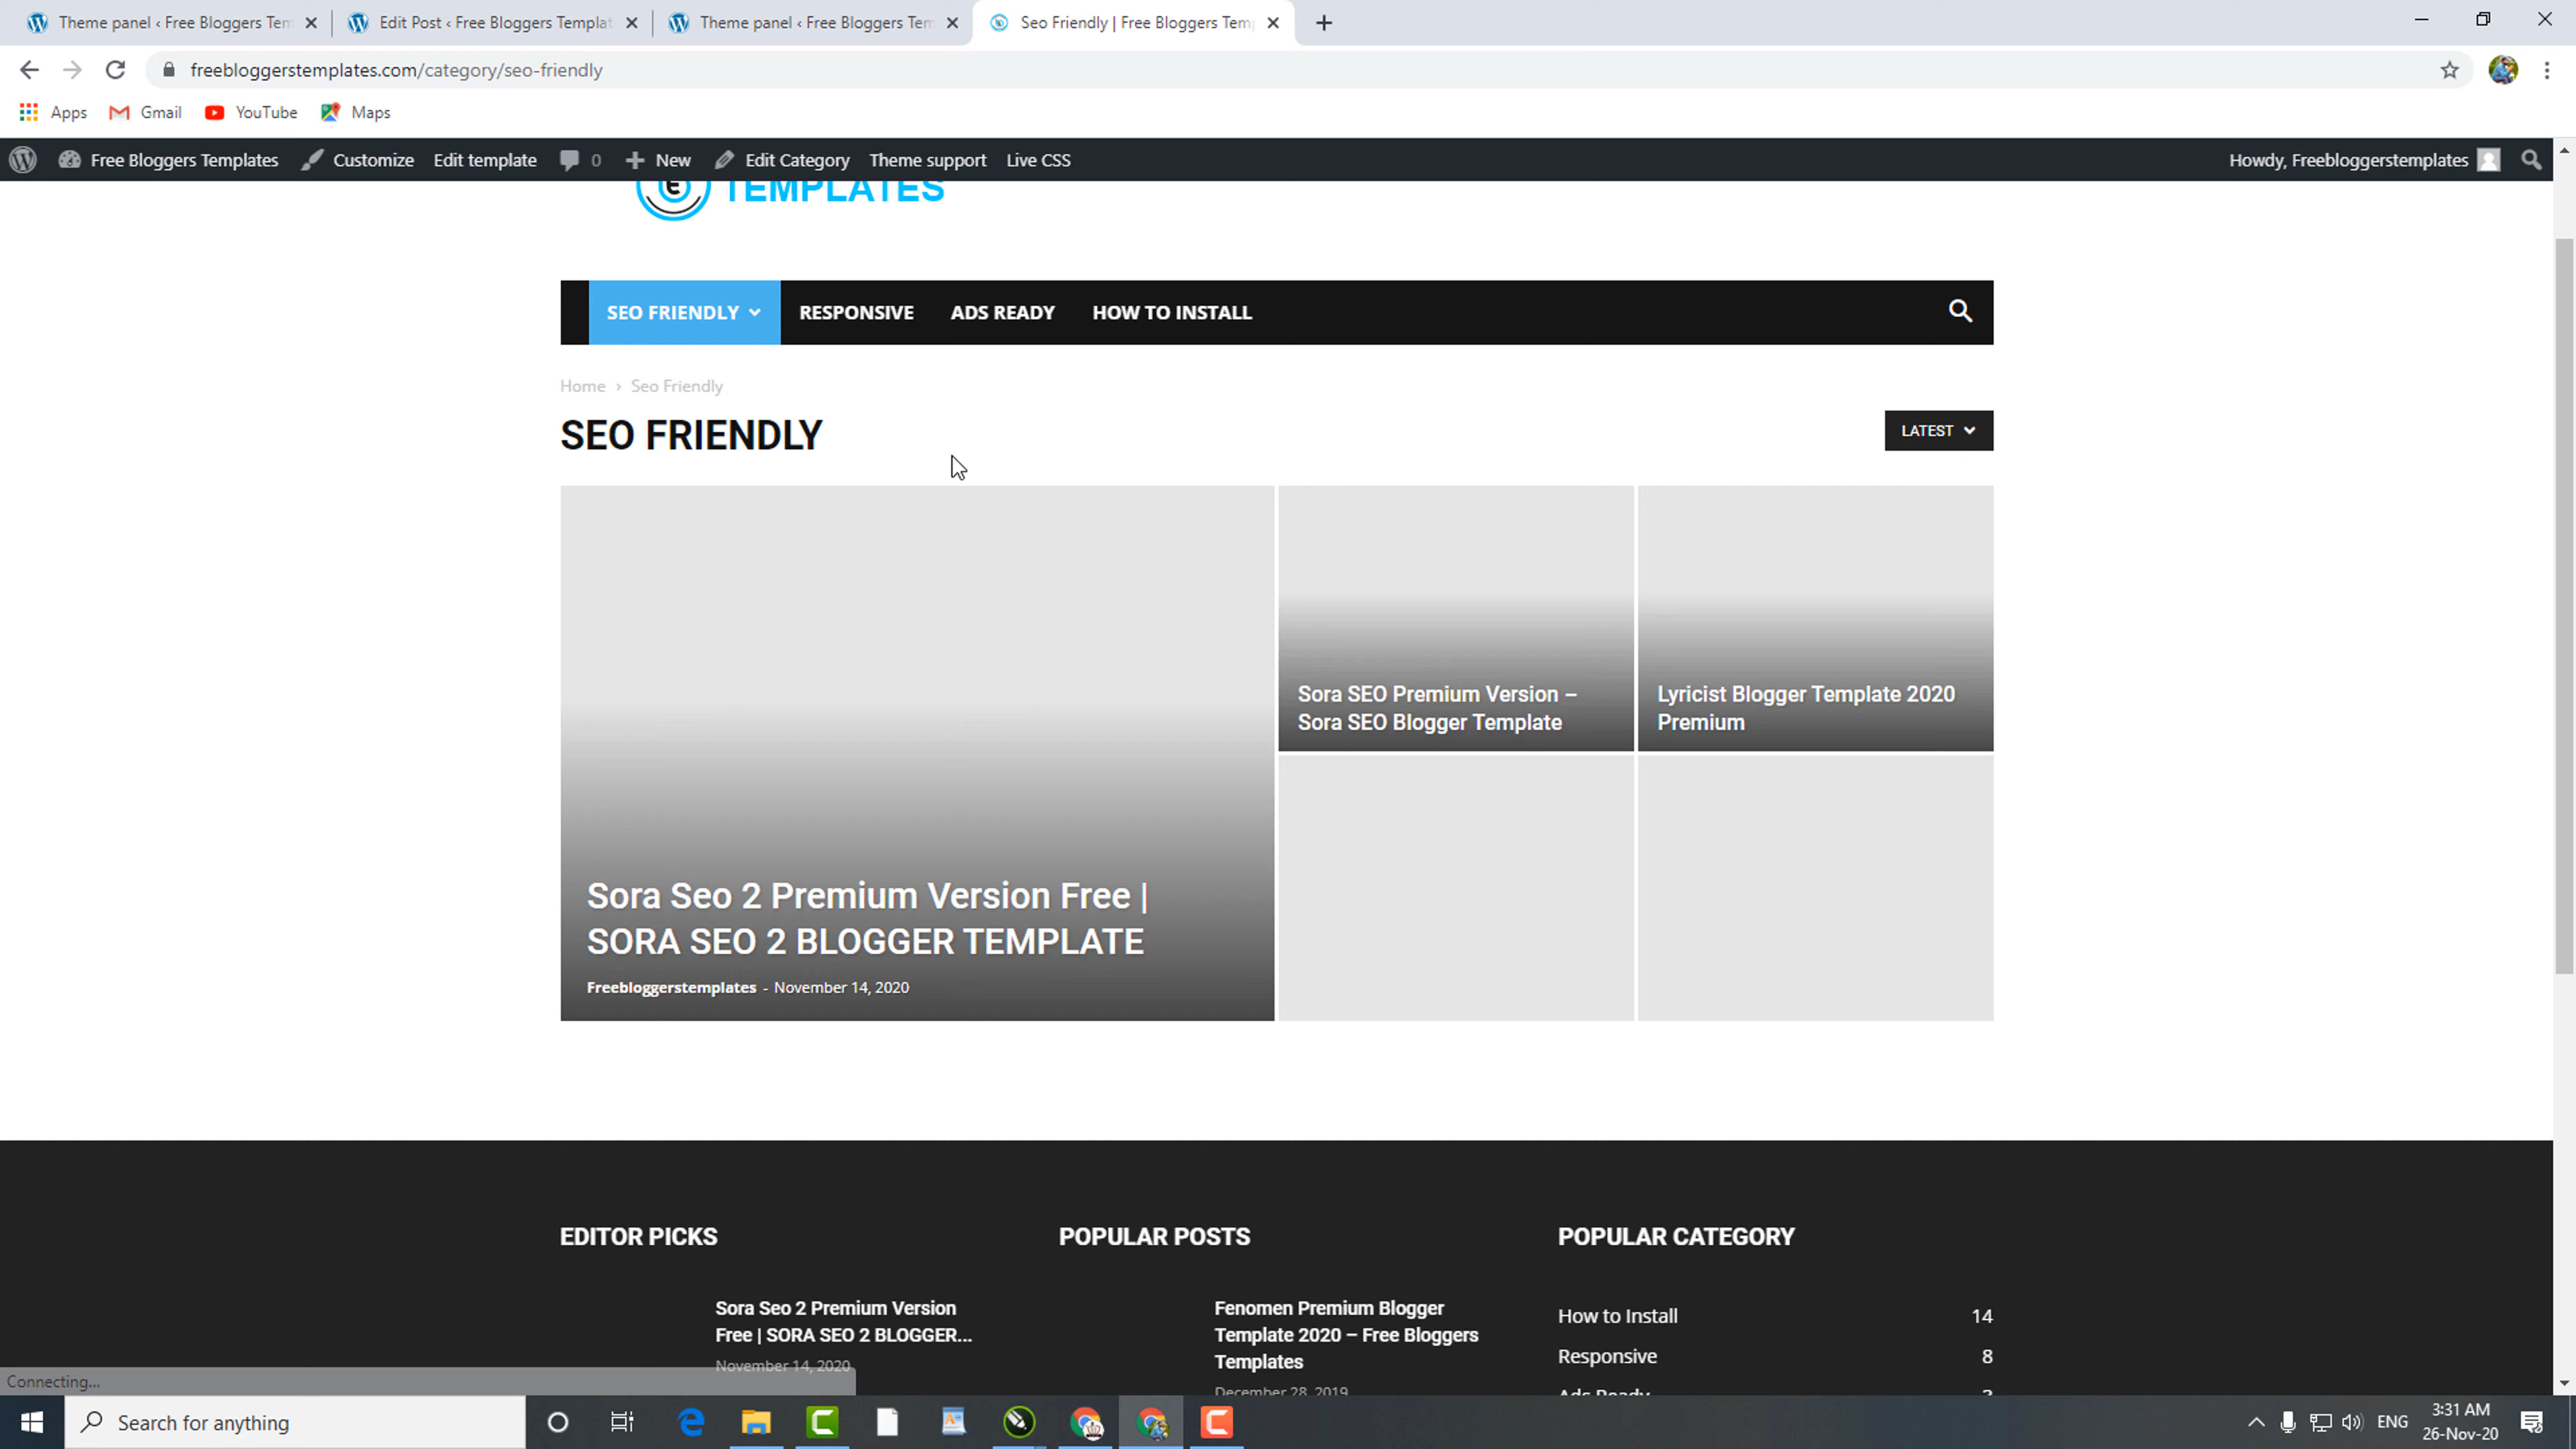 Theme panel ‹ Free Bloggers Tem
Edit Post ‹ Free Bloggers Templat
Theme panel ‹ Free Bloggers Tem
Seo Friendly | Free Bloggers Temp
freebloggerstemplates.com/category/seo-friendly
Apps
Gmail
YouTube
Maps
Free Bloggers Templates
Customize
Edit template
0
New
Edit Category
Theme support
Live CSS
Howdy, Freebloggerstemplates
TEMPLATES
SEO FRIENDLY
RESPONSIVE
ADS READY
HOW TO INSTALL
Home › Seo Friendly
SEO FRIENDLY
LATEST
Sora SEO Premium Version –
Sora SEO Blogger Template
Lyricist Blogger Template 2020
Premium
Sora Seo 2 Premium Version Free |
SORA SEO 2 BLOGGER TEMPLATE
Freebloggerstemplates - November 14, 2020
EDITOR PICKS
Sora Seo 2 Premium Version
Free | SORA SEO 2 BLOGGER...
November 14, 2020
POPULAR POSTS
Fenomen Premium Blogger
Template 2020 – Free Bloggers
Templates
December 28, 2019
POPULAR CATEGORY
How to Install 14
Responsive 8
Ads Ready 3
Connecting...
Search for anything
ENG
3:31 AM
26-Nov-20